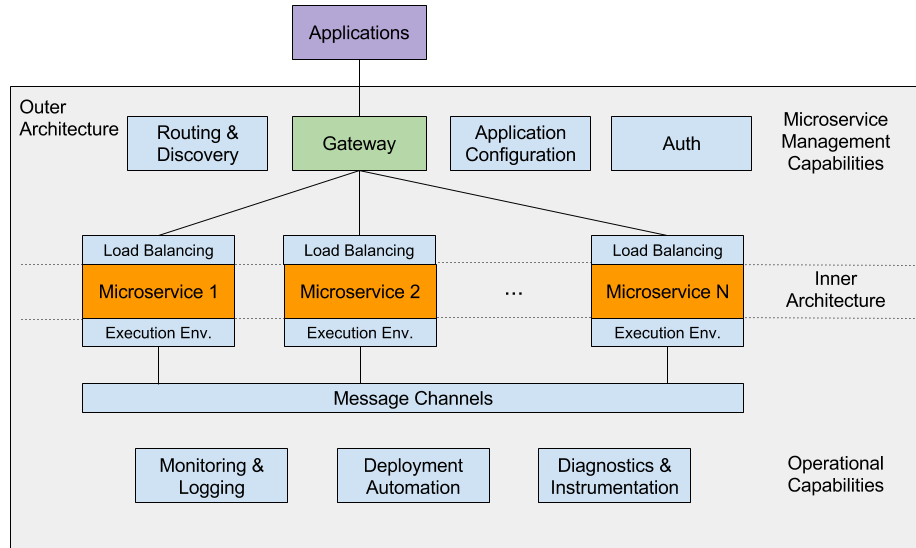 Applications
Outer
Architecture
Routing &
Discovery
Gateway
Application
Configuration
Auth
Microservice
Management
Capabilities
Load Balancing
Load Balancing
Load Balancing
Microservice 1
Microservice 2
...
Microservice N
Inner
Architecture
Execution Env.
Execution Env.
Execution Env.
Message Channels
Monitoring &
Logging
Deployment
Automation
Diagnostics &
Instrumentation
Operational
Capabilities